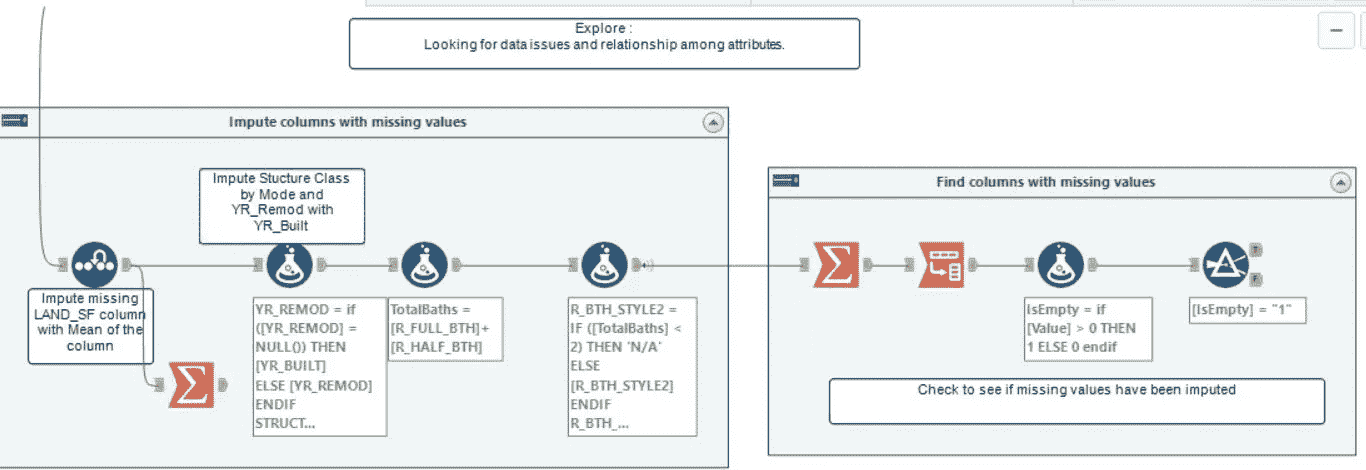 Explore :
Looking for data issues and relationship among attributes.
Impute columns with missing values
Impute Stucture Class
by Mode and
YR_Remod with
YR_Built
Impute missing
LAND_SF column
with Mean of the
column
YR_REMOD = if
([YR_REMOD] =
NULL()) THEN
[YR_BUILT]
ELSE [YR_REMOD]
ENDIF
STRUCT...
TotalBaths =
[R_FULL_BTH]+
[R_HALF_BTH]
R_BTH_STYLE2 =
IF ([TotalBaths] <
2) THEN 'N/A'
ELSE
[R_BTH_STYLE2]
ENDIF
R_BTH_...
Find columns with missing values
IsEmpty = if
[Value] > 0 THEN
1 ELSE 0 endif
T
F
[IsEmpty] = "1"
Check to see if missing values have been imputed